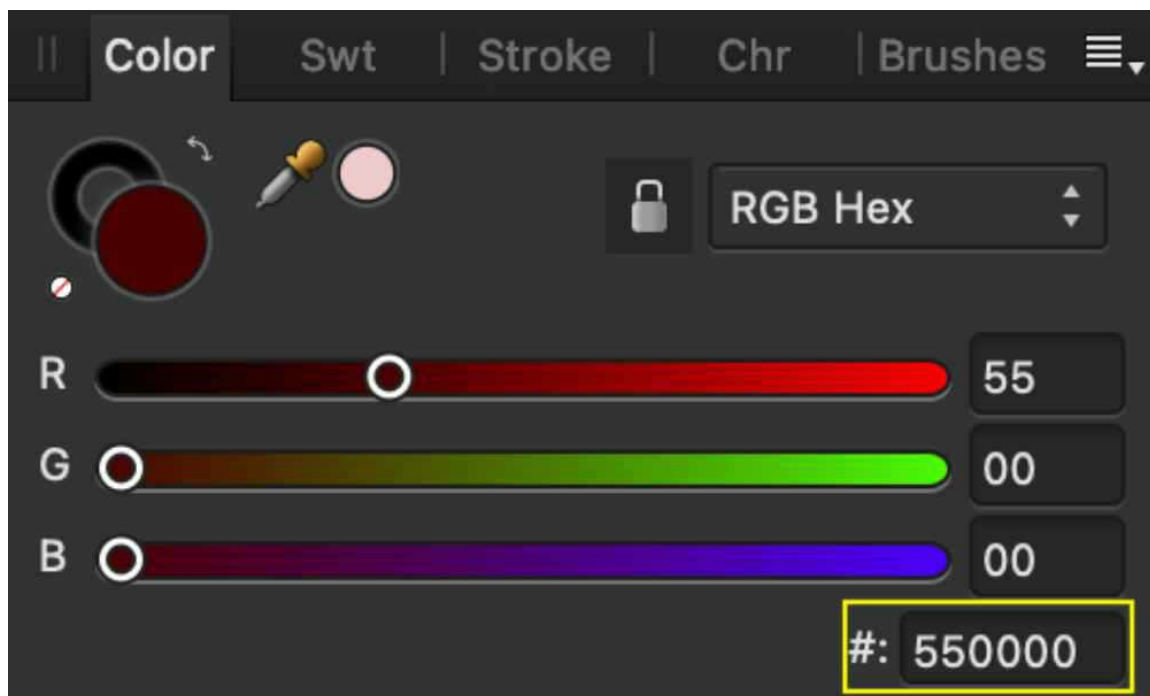 Color Swt Stroke Chr Brushes
RGB Hex
R 55
G 00
B 00
#: 550000